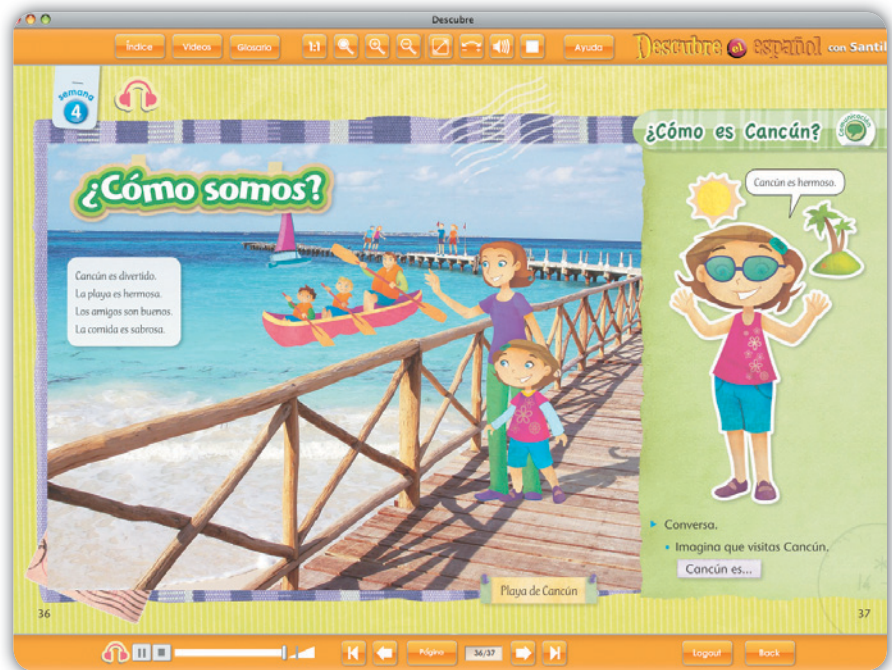 Descubre
Índice
Videos
Glosario
1:1
Ayuda
Descubre el español con Santil
semana
4
¿Cómo somos?
Cancún es divertido.
La playa es hermosa.
Los amigos son buenos.
La comida es sabrosa.
Playa de Cancún
36
¿Cómo es Cancún?
Comunicación
Cancún es hermoso.
Conversa.
Imagina que visitas Cancún.
Cancún es...
37
Página
36/37
Logout
Back